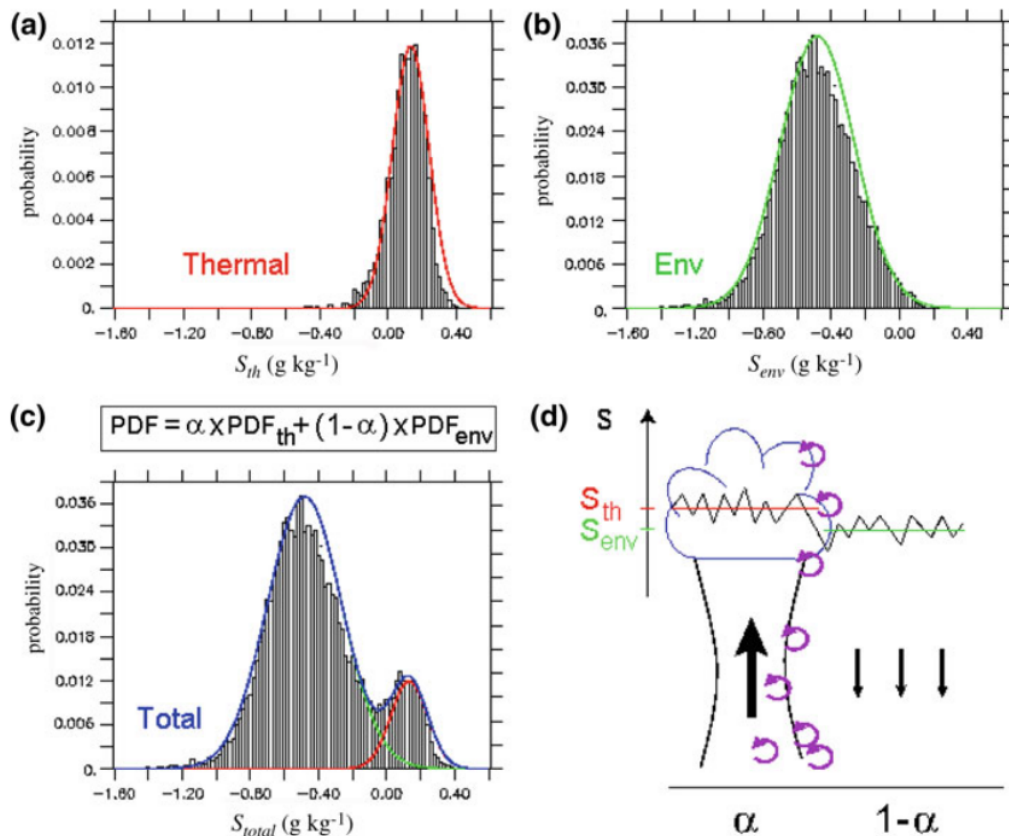 (a)
0.012
0.010
0.008
0.006
0.004
0.002
0.
probability
Thermal
−1.60 −1.20 −0.80 −0.40 0.00 0.40
S_th (g kg⁻¹)
(b)
0.036
0.030
0.024
0.018
0.012
0.006
0.
probability
Env
−1.60 −1.20 −0.80 −0.40 0.00 0.40
S_env (g kg⁻¹)
(c)
PDF = α x PDF_th + (1-α) x PDF_env
0.036
0.030
0.024
0.018
0.012
0.006
0.
probability
Total
−1.60 −1.20 −0.80 −0.40 0.00 0.40
S_total (g kg⁻¹)
(d)
S
S_th
S_env
α 1-α